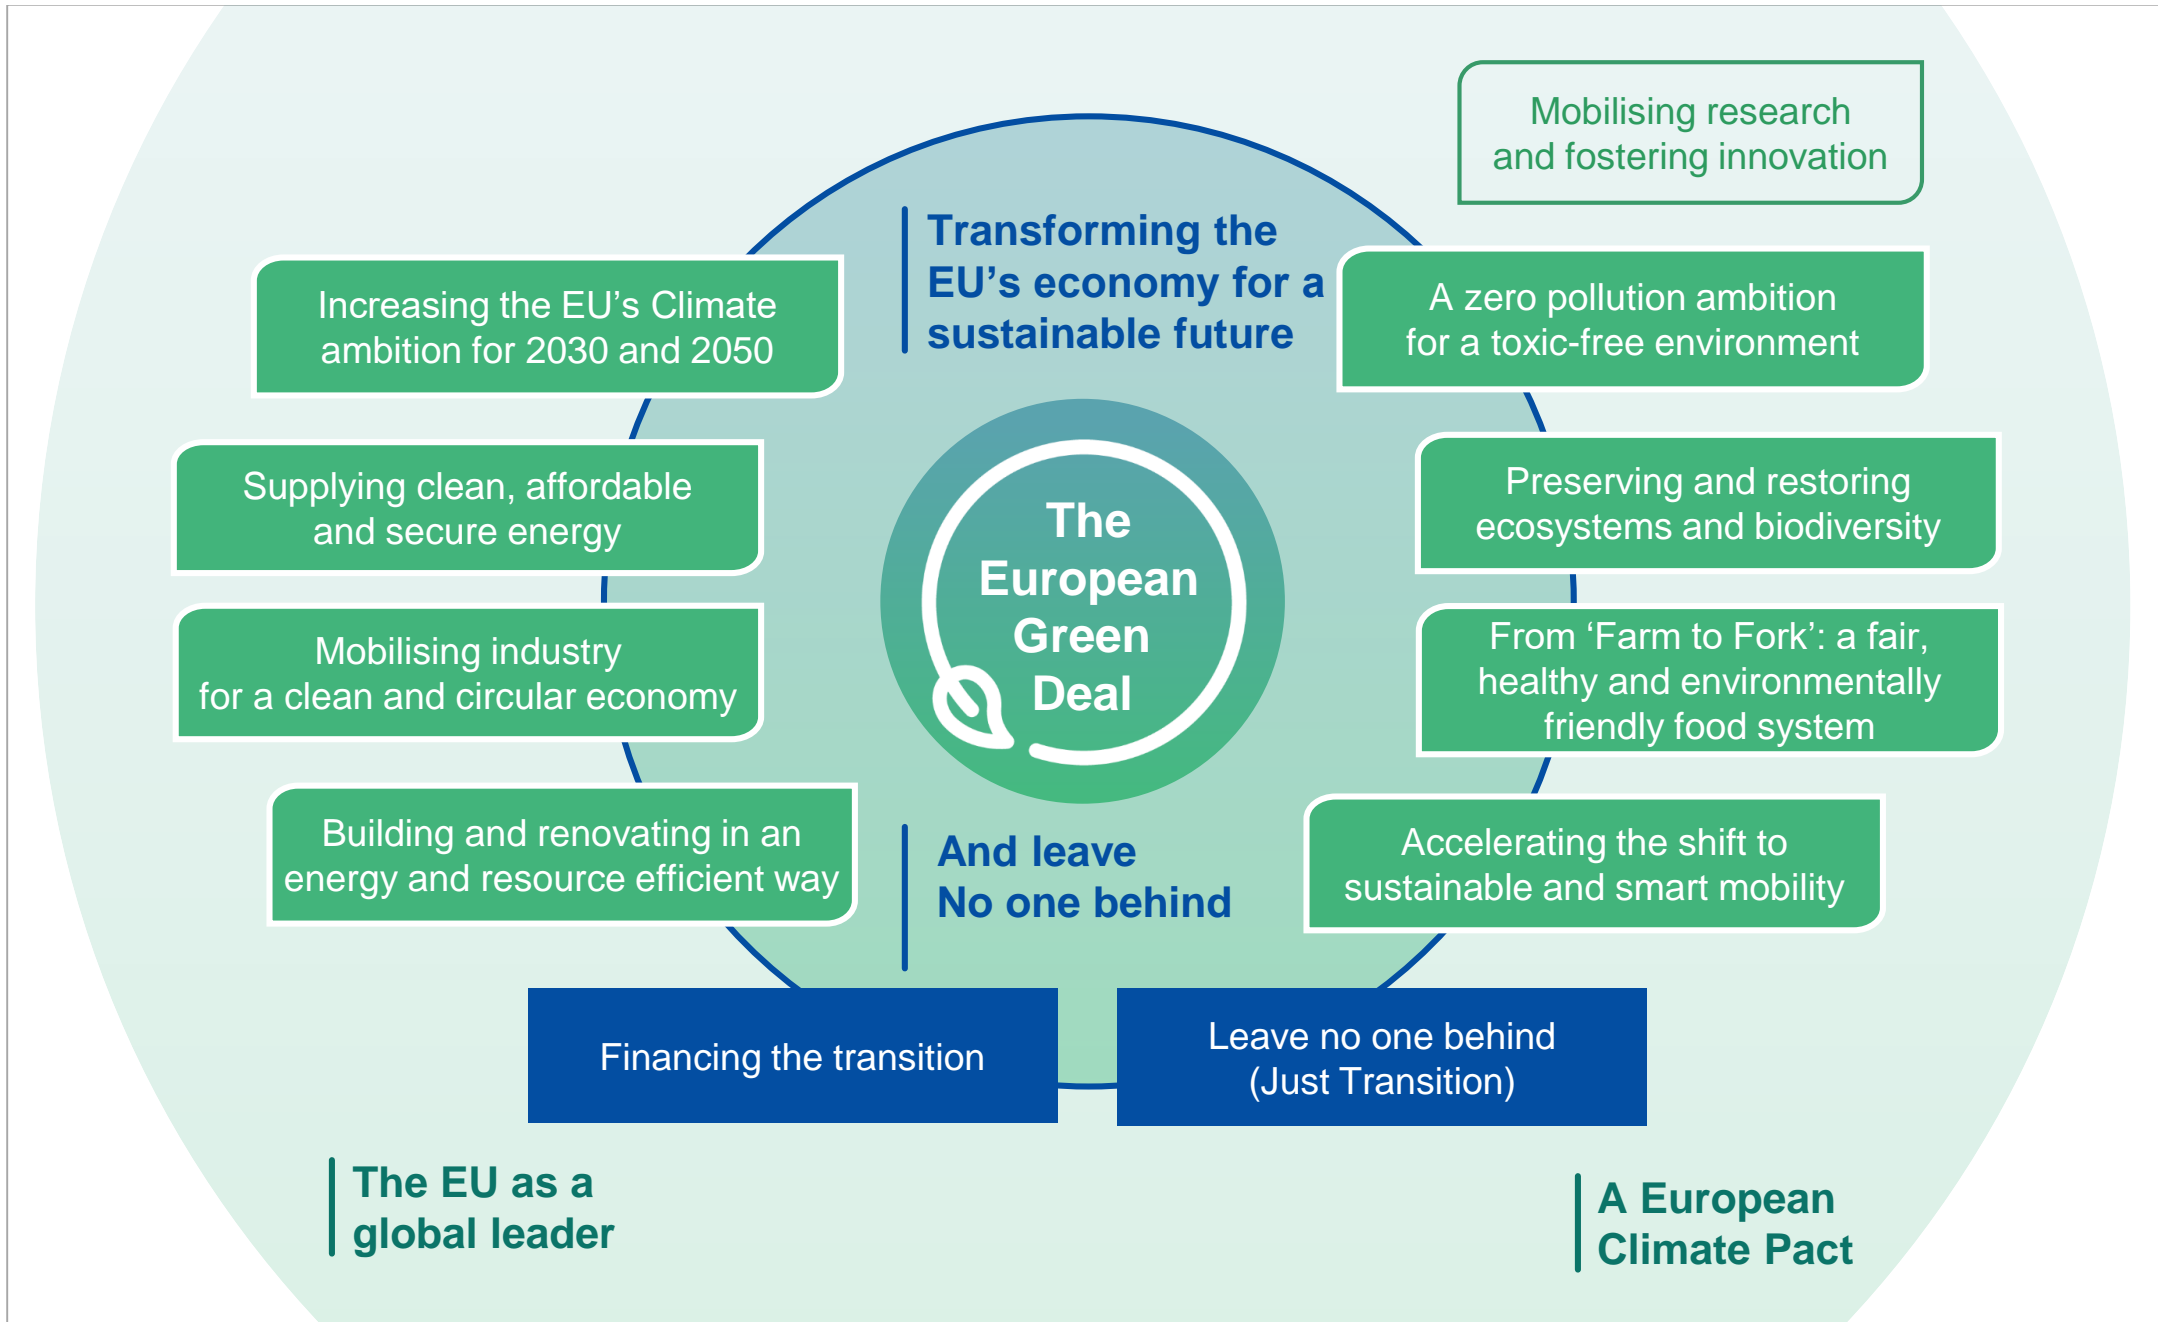 Mobilising research
and fostering innovation
Transforming the
EU’s economy for a
sustainable future
Increasing the EU’s Climate
ambition for 2030 and 2050
A zero pollution ambition
for a toxic-free environment
Supplying clean, affordable
and secure energy
Preserving and restoring
ecosystems and biodiversity
The
European
Green
Deal
Mobilising industry
for a clean and circular economy
From ‘Farm to Fork’: a fair,
healthy and environmentally
friendly food system
Building and renovating in an
energy and resource efficient way
And leave
No one behind
Accelerating the shift to
sustainable and smart mobility
Financing the transition
Leave no one behind
(Just Transition)
The EU as a
global leader
A European
Climate Pact